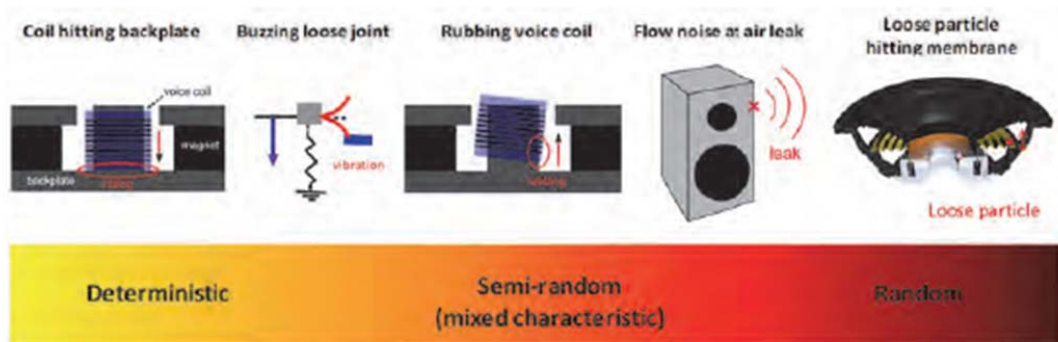 Coil hitting backplate
Buzzing loose joint
Rubbing voice coil
Flow noise at air leak
Loose particle
hitting membrane
voice coil
magnet
backplate
vibration
leak
Loose particle
Deterministic
Semi-random
(mixed characteristic)
Random